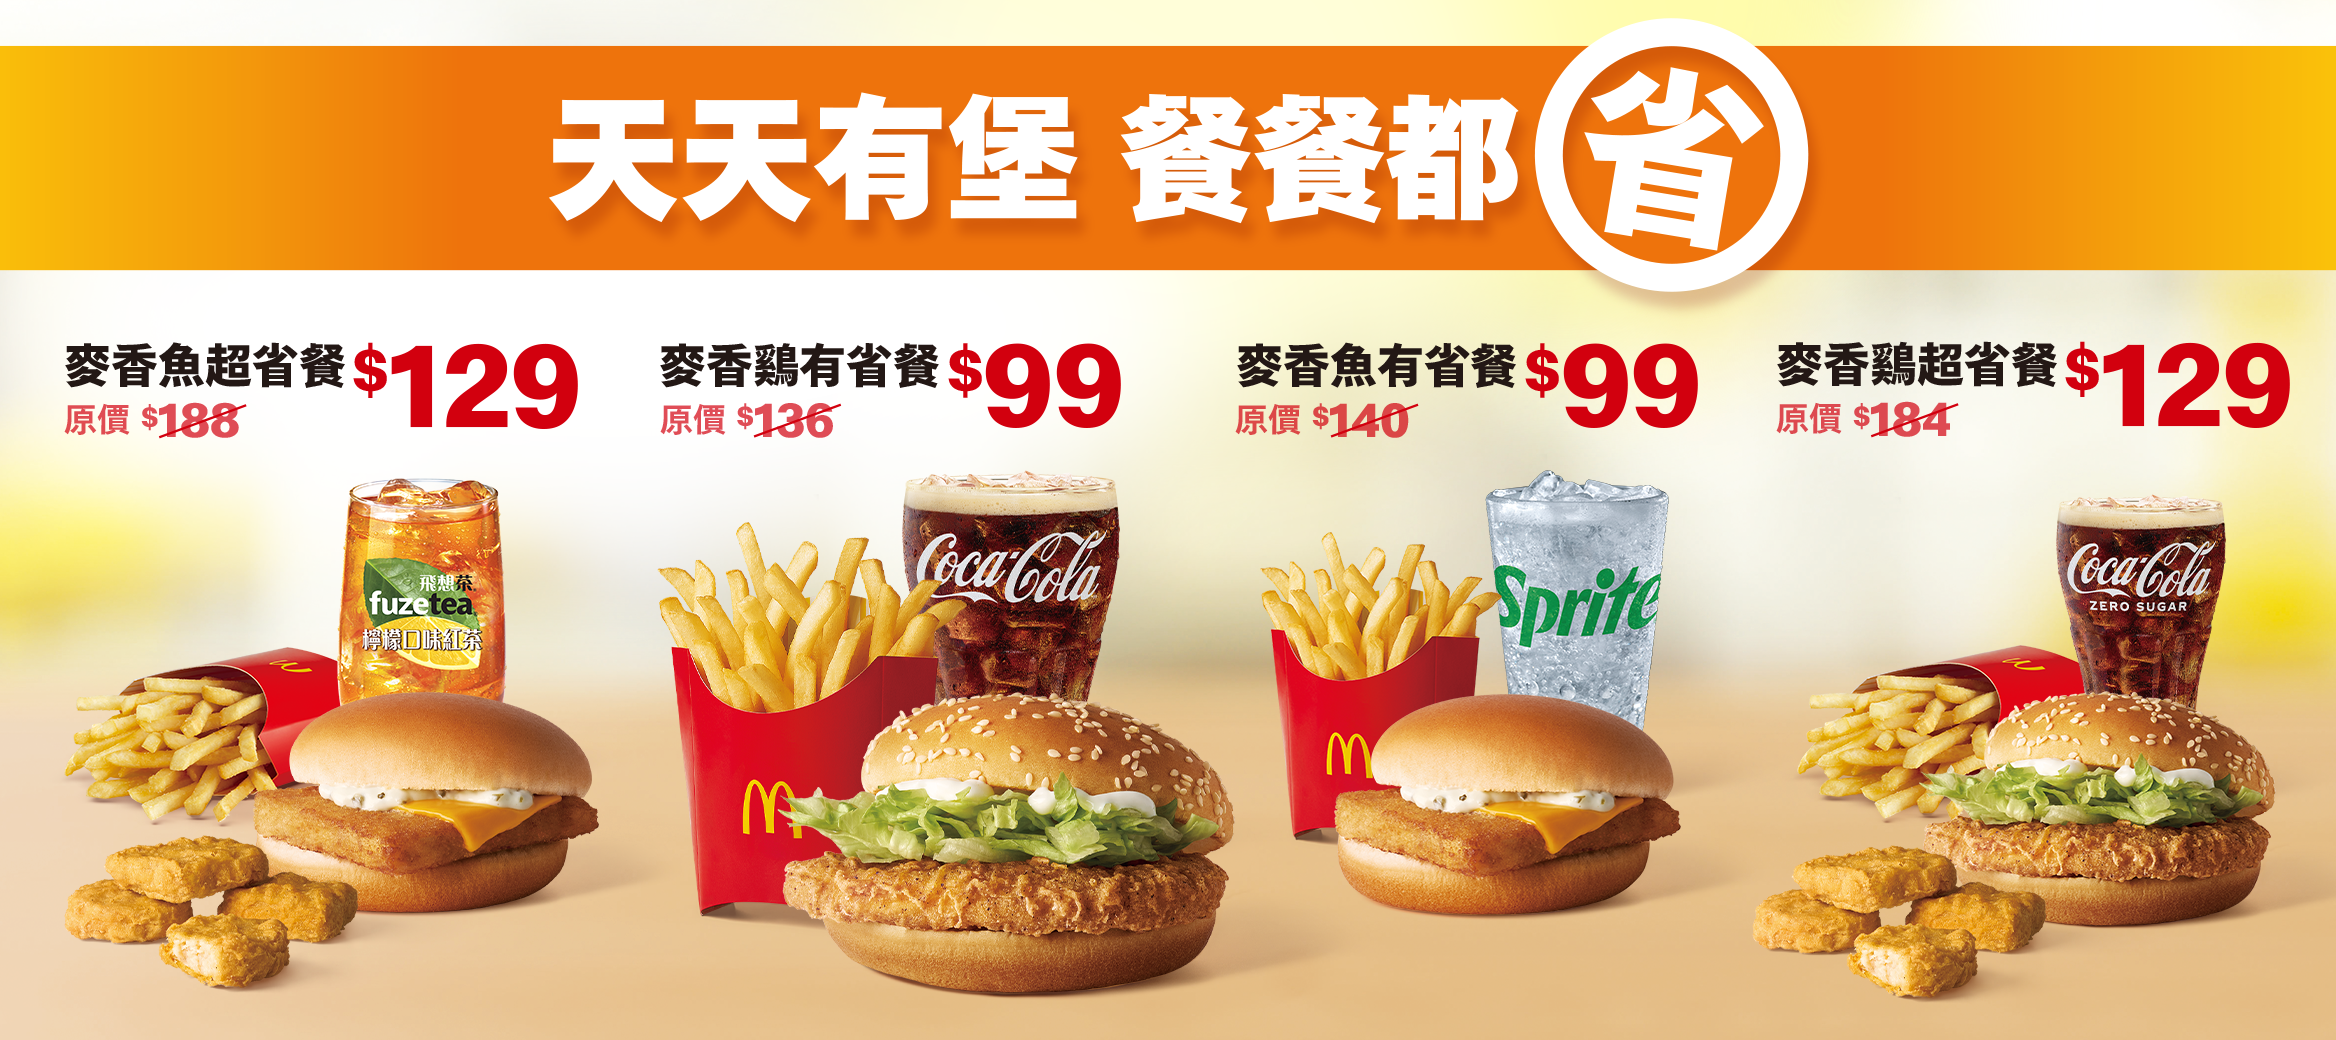 天天有堡 餐餐都省
麥香魚超省餐 $129
原價 $188
麥香鷄有省餐 $99
原價 $136
麥香魚有省餐 $99
原價 $140
麥香鷄超省餐 $129
原價 $184
飛想茶
fuzetea
檸檬口味紅茶
Coca-Cola
Sprite
Coca-Cola
ZERO SUGAR